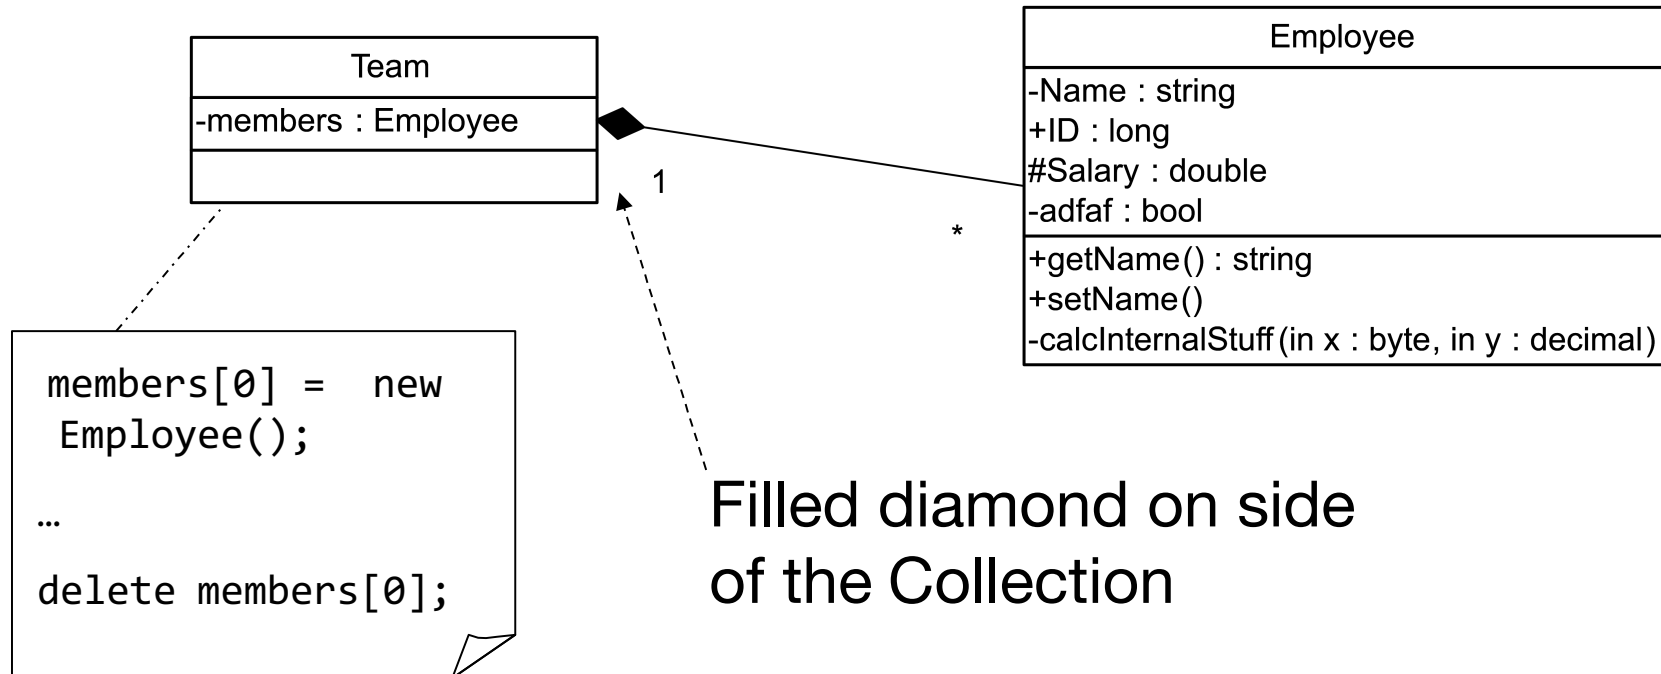 Team
-members : Employee
1
*
Employee
-Name : string
+ID : long
#Salary : double
-adfaf : bool
+getName() : string
+setName()
-calcInternalStuff(in x : byte, in y : decimal)
members[0] = new
Employee();
…
delete members[0];
Filled diamond on side
of the Collection